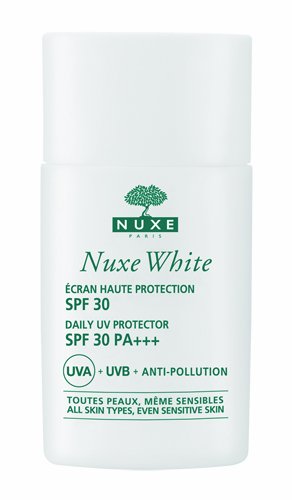 NUXE
PARIS
Nuxe White
ÉCRAN HAUTE PROTECTION
SPF 30
DAILY UV PROTECTOR
SPF 30 PA+++
UVA + UVB + ANTI-POLLUTION
TOUTES PEAUX, MÊME SENSIBLES
ALL SKIN TYPES, EVEN SENSITIVE SKIN